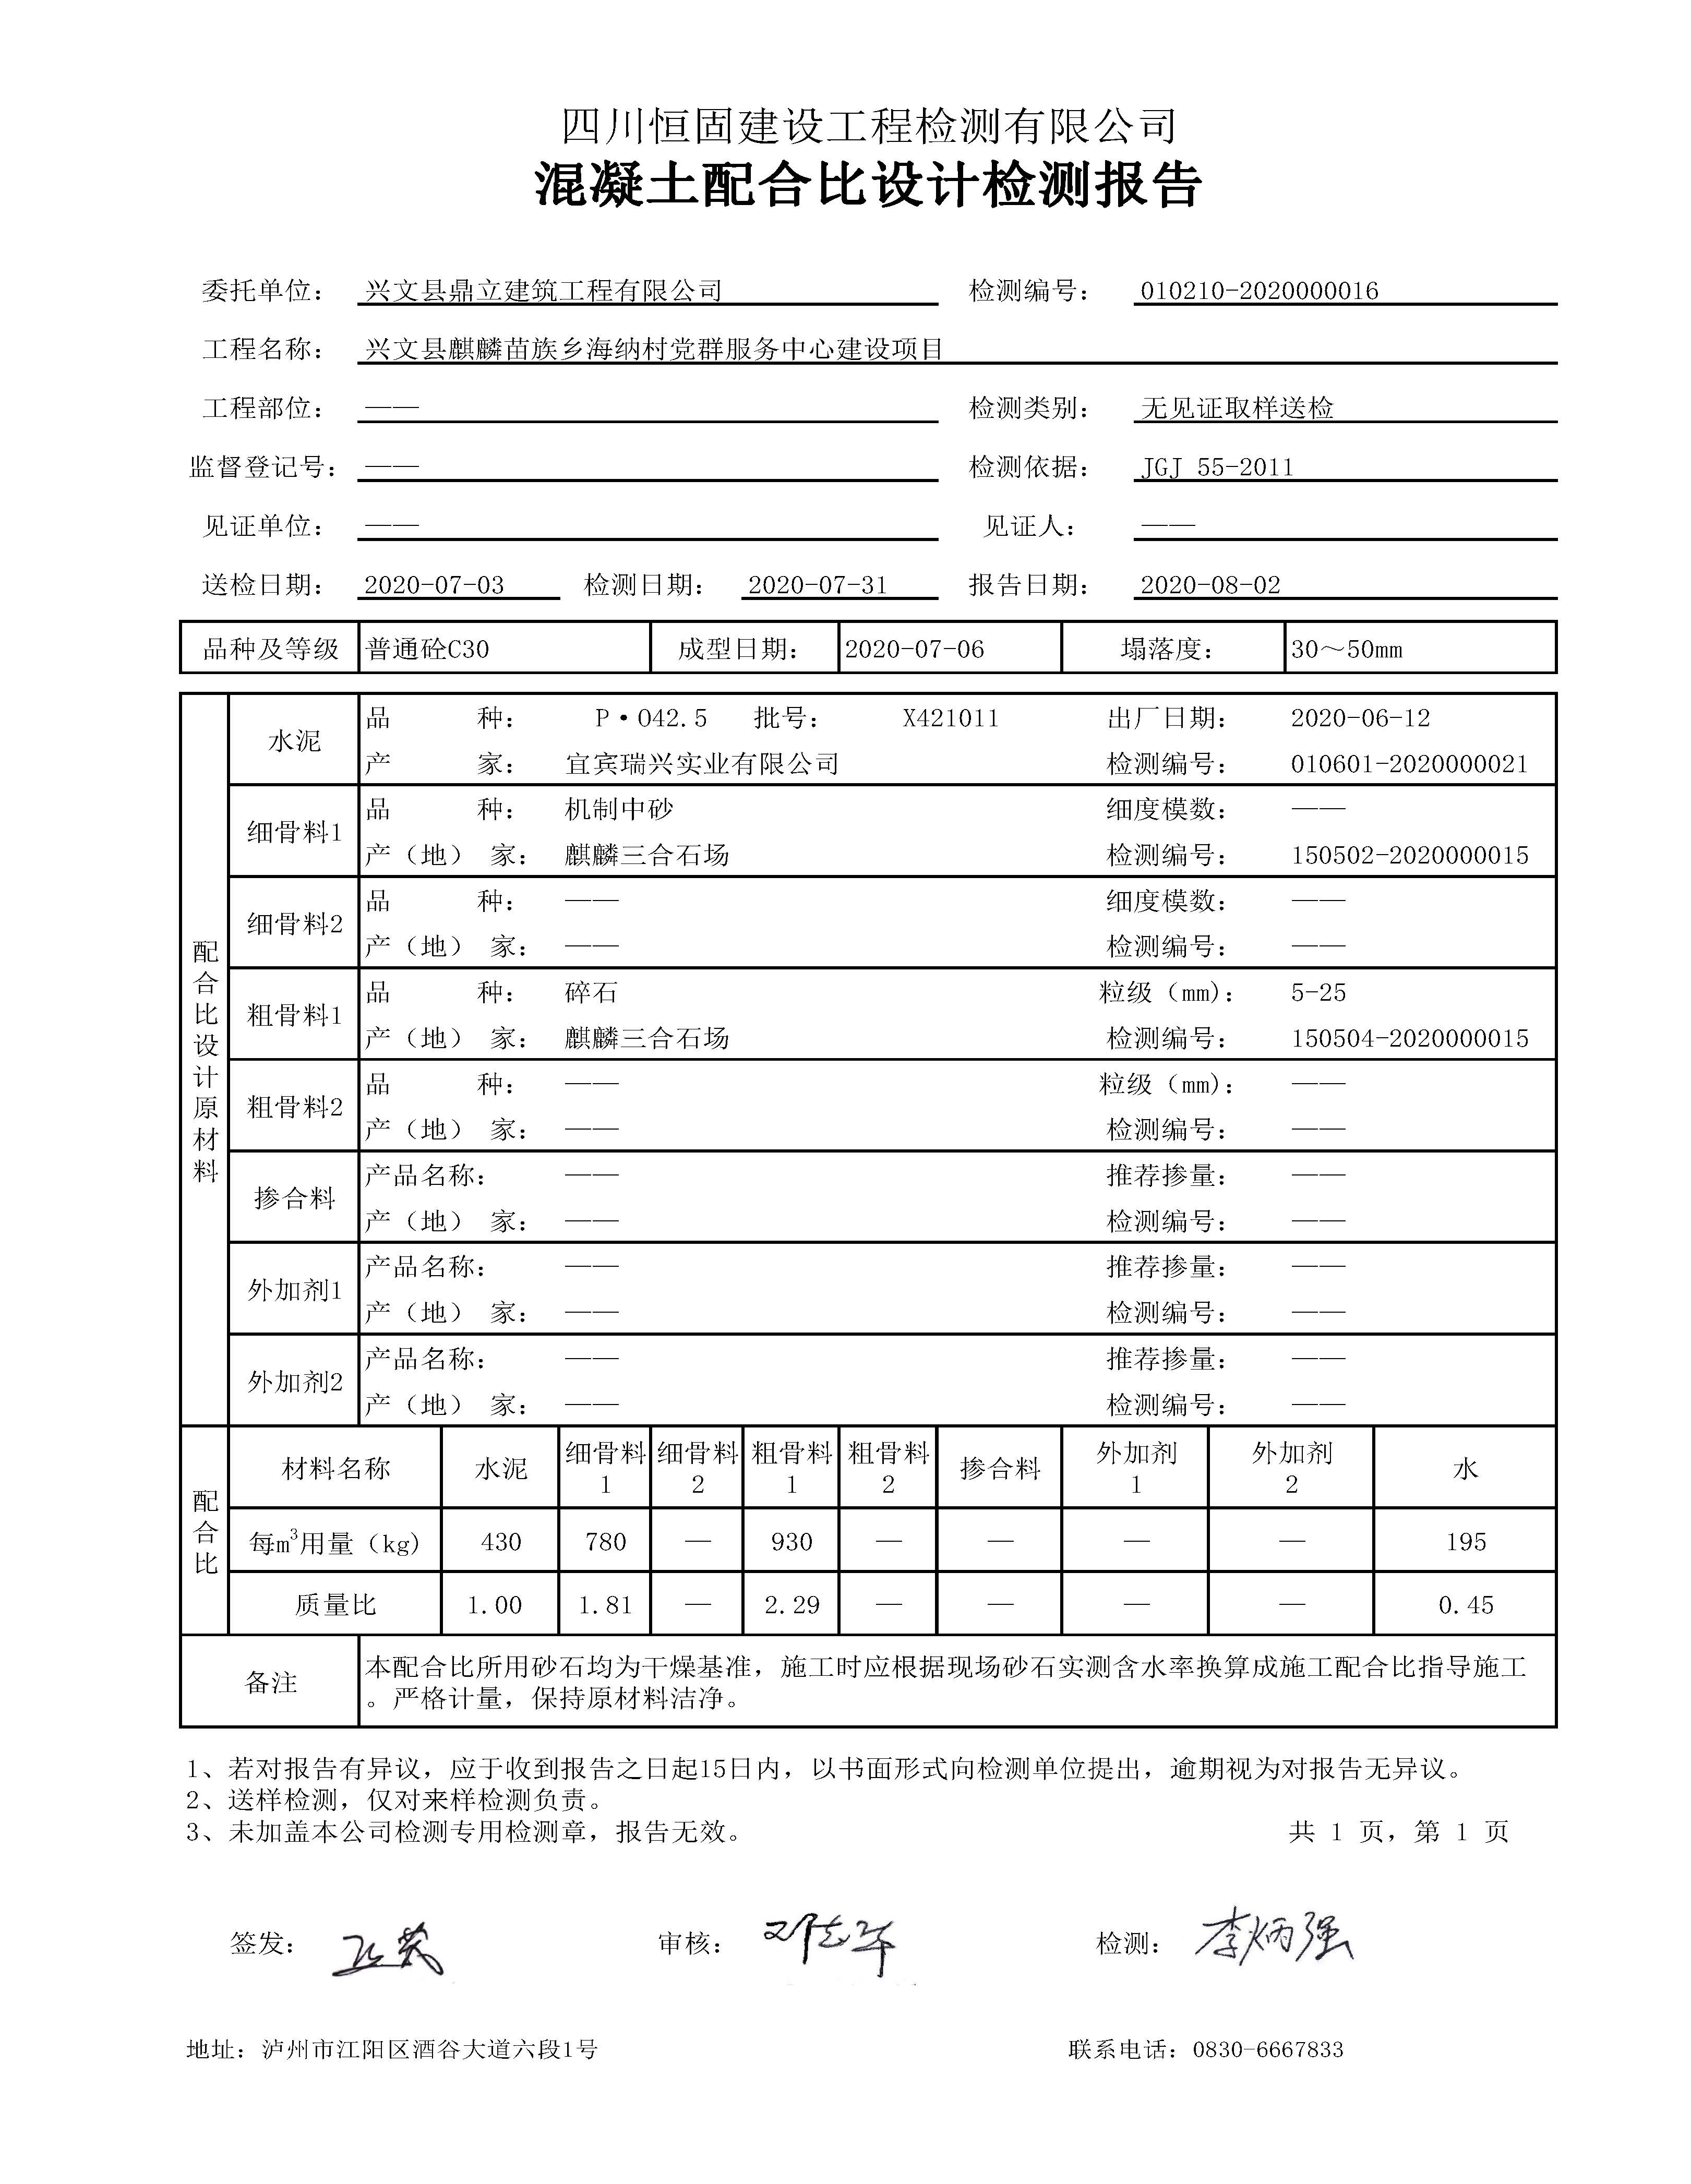 四川恒固建设工程检测有限公司
混凝土配合比设计检测报告
委托单位： 兴文县鼎立建筑工程有限公司 检测编号： 010210-2020000016
工程名称： 兴文县麒麟苗族乡海纳村党群服务中心建设项目
工程部位： —— 检测类别： 无见证取样送检
监督登记号： —— 检测依据： JGJ 55-2011
见证单位： —— 见证人： ——
送检日期： 2020-07-03 检测日期： 2020-07-31 报告日期： 2020-08-02
品种及等级 普通砼C30 成型日期： 2020-07-06 塌落度： 30～50mm
配合比设计原材料
水泥
品 种： P·O42.5 批号： X421011 出厂日期： 2020-06-12
产 家： 宜宾瑞兴实业有限公司 检测编号： 010601-2020000021
细骨料1
品 种： 机制中砂 细度模数： ——
产（地） 家： 麒麟三合石场 检测编号： 150502-2020000015
细骨料2
品 种： —— 细度模数： ——
产（地） 家： —— 检测编号： ——
粗骨料1
品 种： 碎石 粒级（mm）： 5-25
产（地） 家： 麒麟三合石场 检测编号： 150504-2020000015
粗骨料2
品 种： —— 粒级（mm）： ——
产（地） 家： —— 检测编号： ——
掺合料
产品名称： —— 推荐掺量： ——
产（地） 家： —— 检测编号： ——
外加剂1
产品名称： —— 推荐掺量： ——
产（地） 家： —— 检测编号： ——
外加剂2
产品名称： —— 推荐掺量： ——
产（地） 家： —— 检测编号： ——
配合比
材料名称 水泥 细骨料1 细骨料2 粗骨料1 粗骨料2 掺合料 外加剂1 外加剂2 水
每m³用量（kg） 430 780 — 930 — — — — 195
质量比 1.00 1.81 — 2.29 — — — — 0.45
备注
本配合比所用砂石均为干燥基准，施工时应根据现场砂石实测含水率换算成施工配合比指导施工
。严格计量，保持原材料洁净。
1、若对报告有异议，应于收到报告之日起15日内，以书面形式向检测单位提出，逾期视为对报告无异议。
2、送样检测，仅对来样检测负责。
3、未加盖本公司检测专用检测章，报告无效。 共 1 页，第 1 页
签发： 审核： 邓志军 检测： 李炳强
地址：泸州市江阳区酒谷大道六段1号 联系电话：0830-6667833